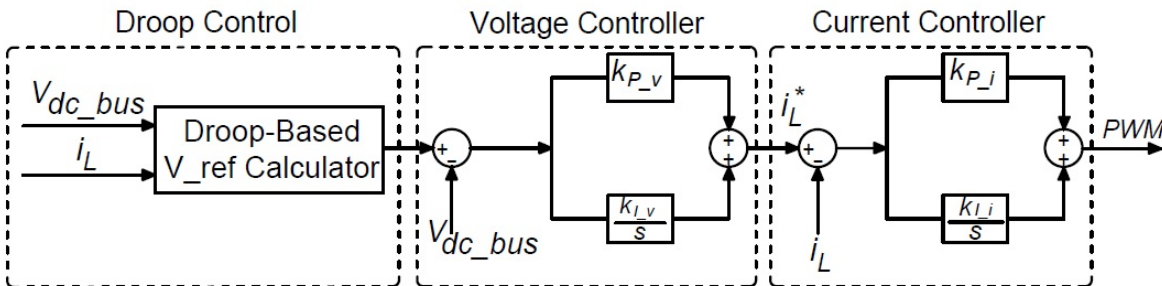 Droop Control
Voltage Controller
Current Controller
V_dc_bus
i_L
Droop-Based
V_ref Calculator
+
-
V_dc_bus
k_P_v
k_I_v
s
+
+
i_L^*
+
-
i_L
k_P_i
k_I_i
s
+
+
PWM